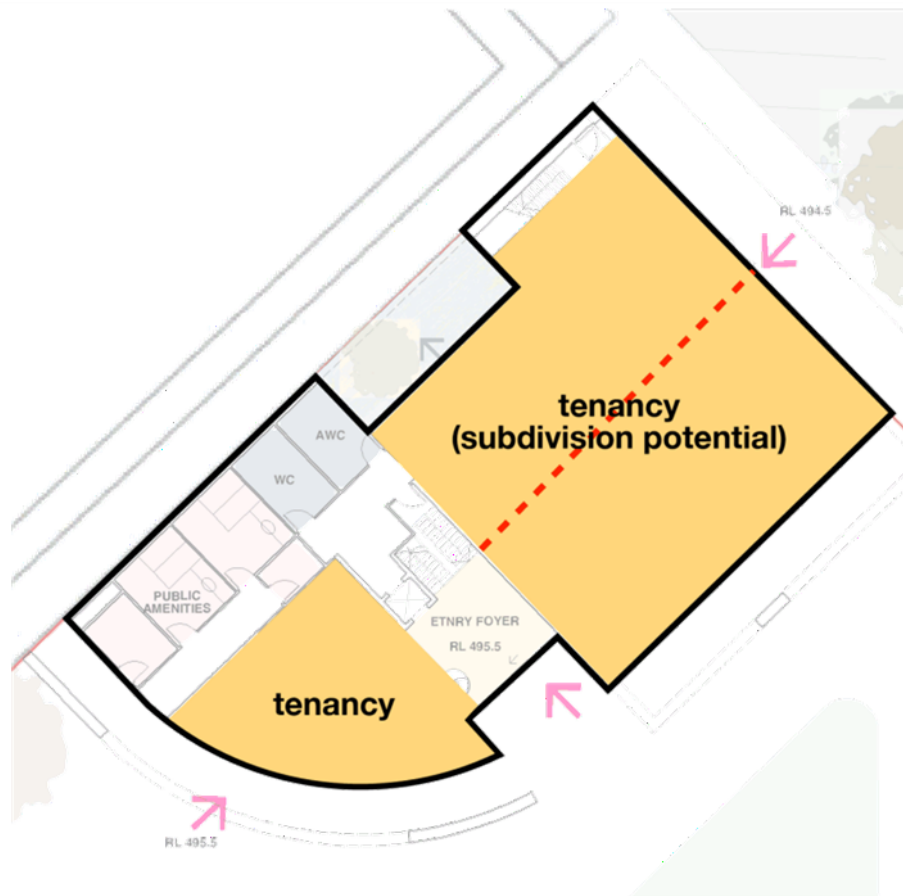 RL 494.5
tenancy
(subdivision potential)
AWC
WC
PUBLIC
AMENITIES
ETNRY FOYER
RL 495.5
tenancy
RL 495.5